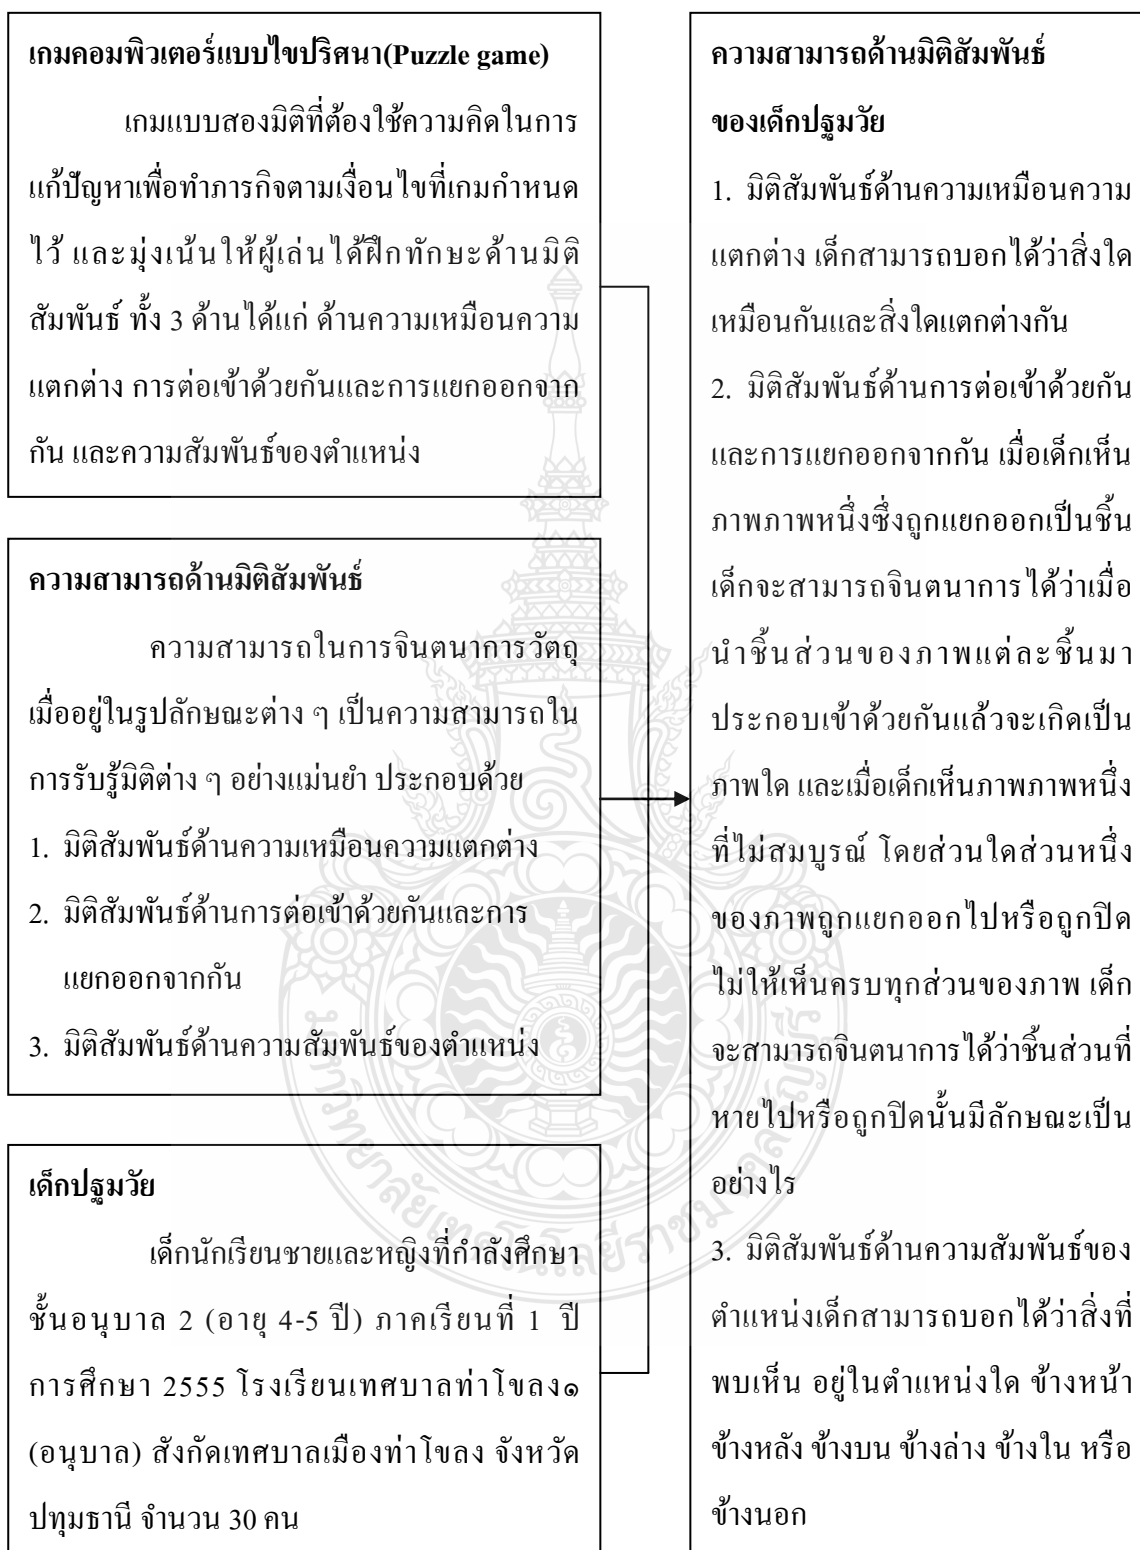 เกมคอมพิวเตอร์แบบไขปริศนา(Puzzle game)
เกมแบบสองมิติที่ต้องใช้ความคิดในการ
แก้ปัญหาเพื่อทำภารกิจตามเงื่อนไขที่เกมกำหนด
ไว้ และมุ่งเน้นให้ผู้เล่นได้ฝึกทักษะด้านมิติ
สัมพันธ์ ทั้ง 3 ด้านได้แก่ ด้านความเหมือนความ
แตกต่าง การต่อเข้าด้วยกันและการแยกออกจาก
กัน และความสัมพันธ์ของตำแหน่ง
ความสามารถด้านมิติสัมพันธ์
ความสามารถในการจินตนาการวัตถุ
เมื่ออยู่ในรูปลักษณะต่าง ๆ เป็นความสามารถใน
การรับรู้มิติต่าง ๆ อย่างแม่นยำ ประกอบด้วย
1. มิติสัมพันธ์ด้านความเหมือนความแตกต่าง
2. มิติสัมพันธ์ด้านการต่อเข้าด้วยกันและการ
แยกออกจากกัน
3. มิติสัมพันธ์ด้านความสัมพันธ์ของตำแหน่ง
เด็กปฐมวัย
เด็กนักเรียนชายและหญิงที่กำลังศึกษา
ชั้นอนุบาล 2 (อายุ 4-5 ปี) ภาคเรียนที่ 1 ปี
การศึกษา 2555 โรงเรียนเทศบาลท่าโขลง๑
(อนุบาล) สังกัดเทศบาลเมืองท่าโขลง จังหวัด
ปทุมธานี จำนวน 30 คน
ความสามารถด้านมิติสัมพันธ์
ของเด็กปฐมวัย
1. มิติสัมพันธ์ด้านความเหมือนความ
แตกต่าง เด็กสามารถบอกได้ว่าสิ่งใด
เหมือนกันและสิ่งใดแตกต่างกัน
2. มิติสัมพันธ์ด้านการต่อเข้าด้วยกัน
และการแยกออกจากกัน เมื่อเด็กเห็น
ภาพภาพหนึ่งซึ่งถูกแยกออกเป็นชิ้น
เด็กจะสามารถจินตนาการได้ว่าเมื่อ
นำชิ้นส่วนของภาพแต่ละชิ้นมา
ประกอบเข้าด้วยกันแล้วจะเกิดเป็น
ภาพใด และเมื่อเด็กเห็นภาพภาพหนึ่ง
ที่ไม่สมบูรณ์ โดยส่วนใดส่วนหนึ่ง
ของภาพถูกแยกออกไปหรือถูกปิด
ไม่ให้เห็นครบทุกส่วนของภาพ เด็ก
จะสามารถจินตนาการได้ว่าชิ้นส่วนที่
หายไปหรือถูกปิดนั้นมีลักษณะเป็น
อย่างไร
3. มิติสัมพันธ์ด้านความสัมพันธ์ของ
ตำแหน่งเด็กสามารถบอกได้ว่าสิ่งที่
พบเห็น อยู่ในตำแหน่งใด ข้างหน้า
ข้างหลัง ข้างบน ข้างล่าง ข้างใน หรือ
ข้างนอก
มหาวิทยาลัยเทคโนโลยีราชมงคลธัญบุรี